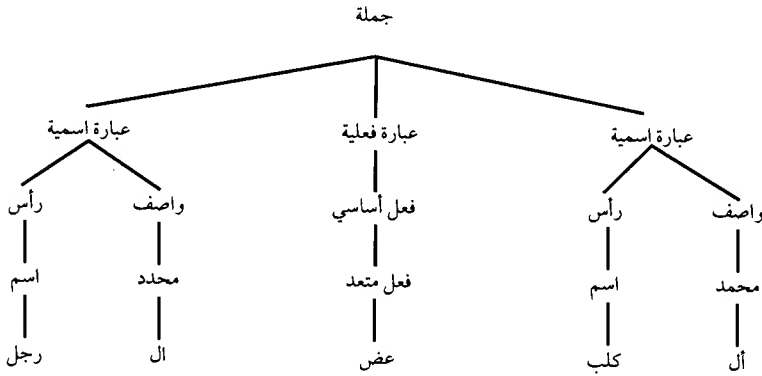 جملة
عبارة اسمية عبارة فعلية عبارة اسمية
واصف رأس فعل أساسي واصف رأس
محمد اسم فعل متعد محدد اسم
أل كلب عض ال رجل